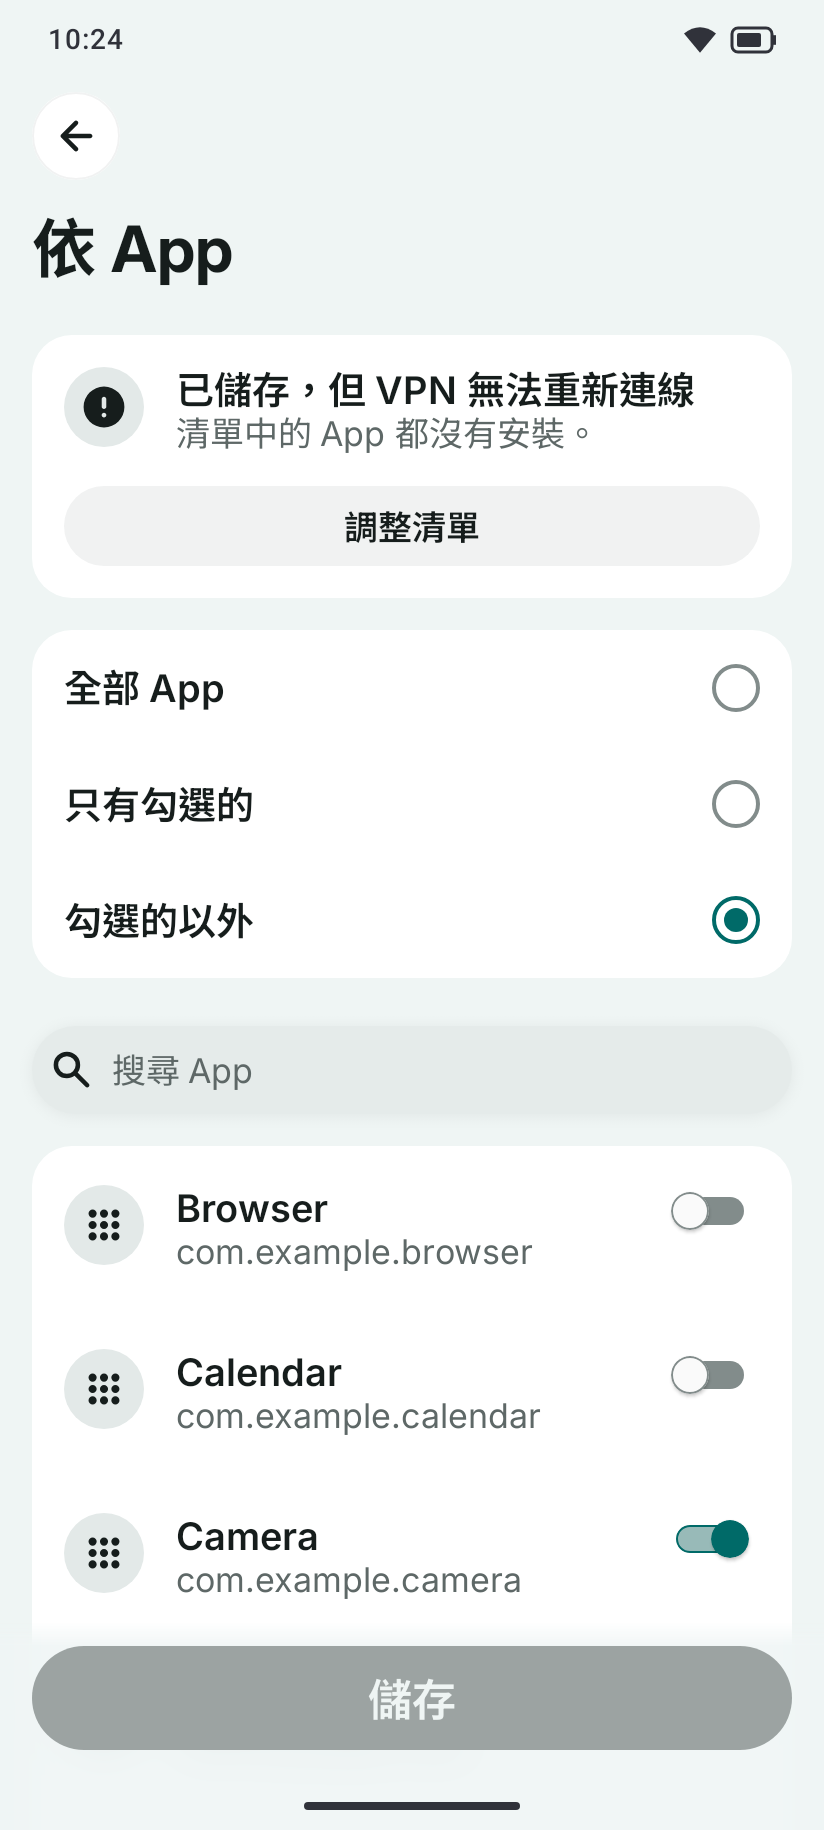 10:24
依 App
已儲存，但 VPN 無法重新連線
清單中的 App 都沒有安裝。
調整清單
全部 App
只有勾選的
勾選的以外
搜尋 App
Browser
com.example.browser
Calendar
com.example.calendar
Camera
com.example.camera
儲存